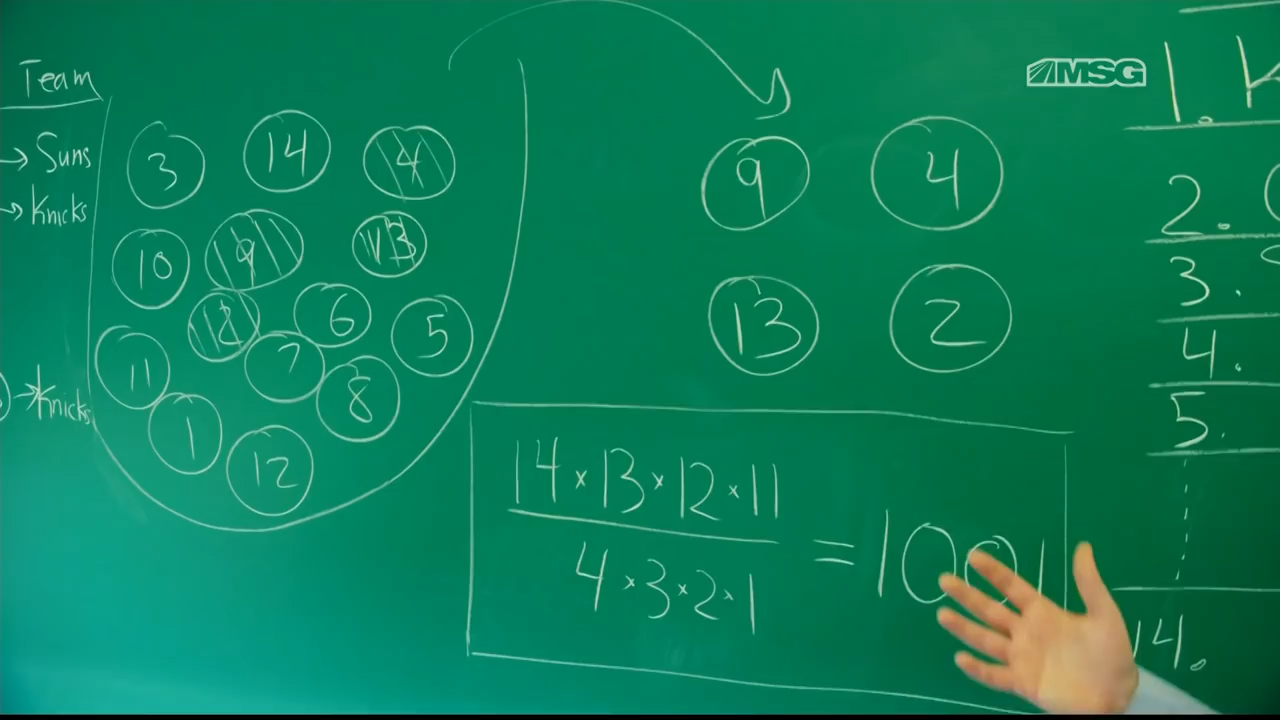 Team
→ Suns
→ Knicks
→ Knicks
3 14 4
10 9 13
2 6 5
11 7 8
1 12
9 4
13 2
14 × 13 × 12 × 11
4 × 3 × 2 × 1
= 1001
MSG
1. K
2.
3.
4.
5.
14.